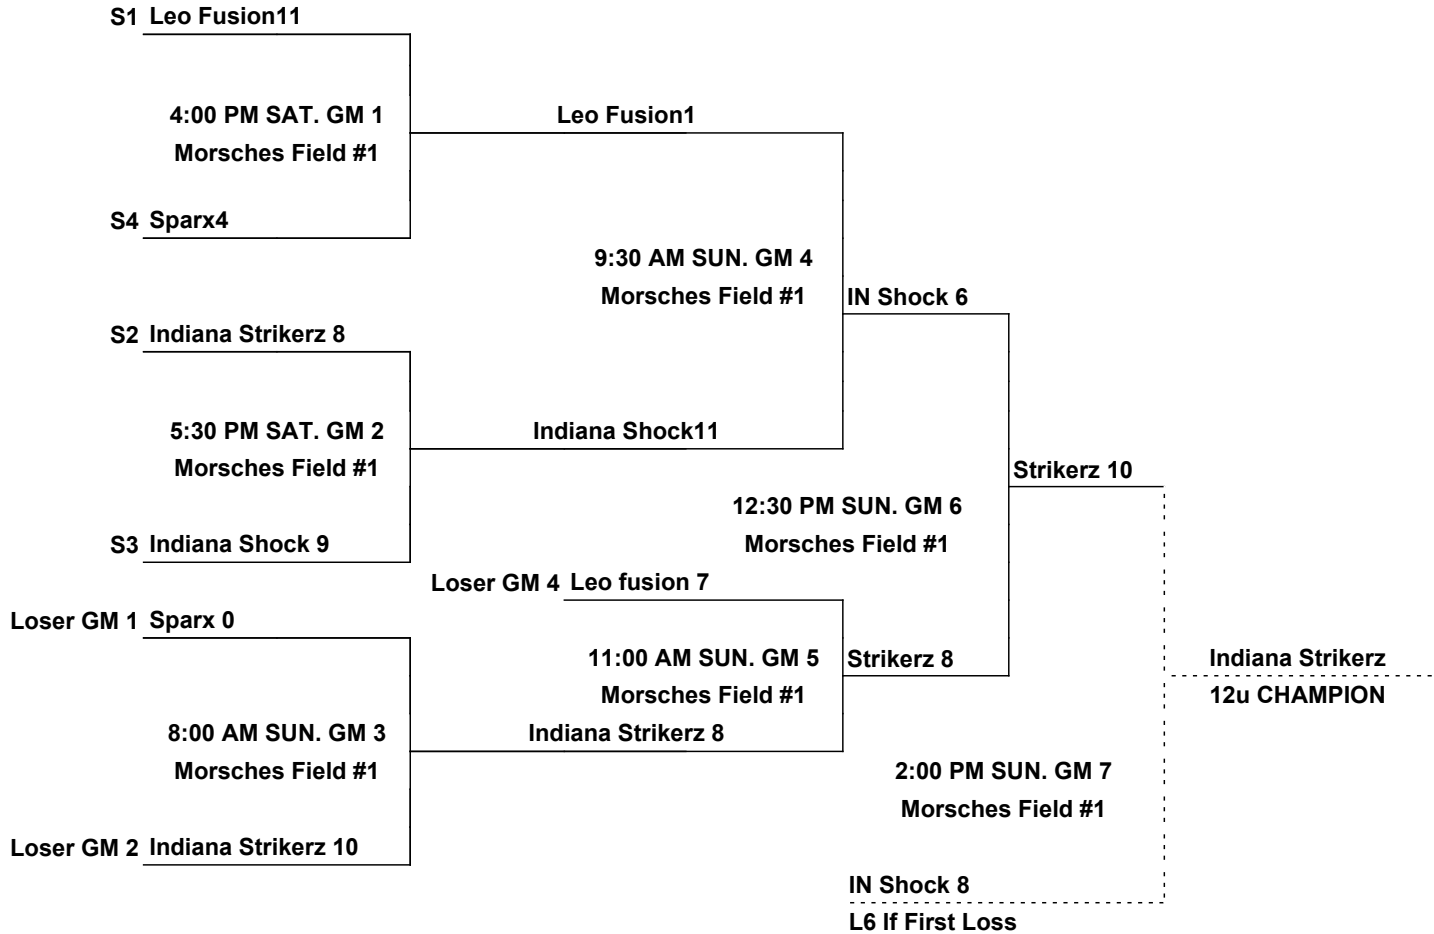 S1 Leo Fusion11
4:00 PM SAT. GM 1
Morsches Field #1
Leo Fusion1
S4 Sparx4
9:30 AM SUN. GM 4
Morsches Field #1
IN Shock 6
S2 Indiana Strikerz 8
5:30 PM SAT. GM 2
Morsches Field #1
Indiana Shock11
Strikerz 10
12:30 PM SUN. GM 6
Morsches Field #1
S3 Indiana Shock 9
Loser GM 4 Leo fusion 7
Loser GM 1 Sparx 0
11:00 AM SUN. GM 5
Morsches Field #1
Strikerz 8
Indiana Strikerz
12u CHAMPION
8:00 AM SUN. GM 3
Morsches Field #1
Indiana Strikerz 8
2:00 PM SUN. GM 7
Morsches Field #1
Loser GM 2 Indiana Strikerz 10
IN Shock 8
L6 If First Loss